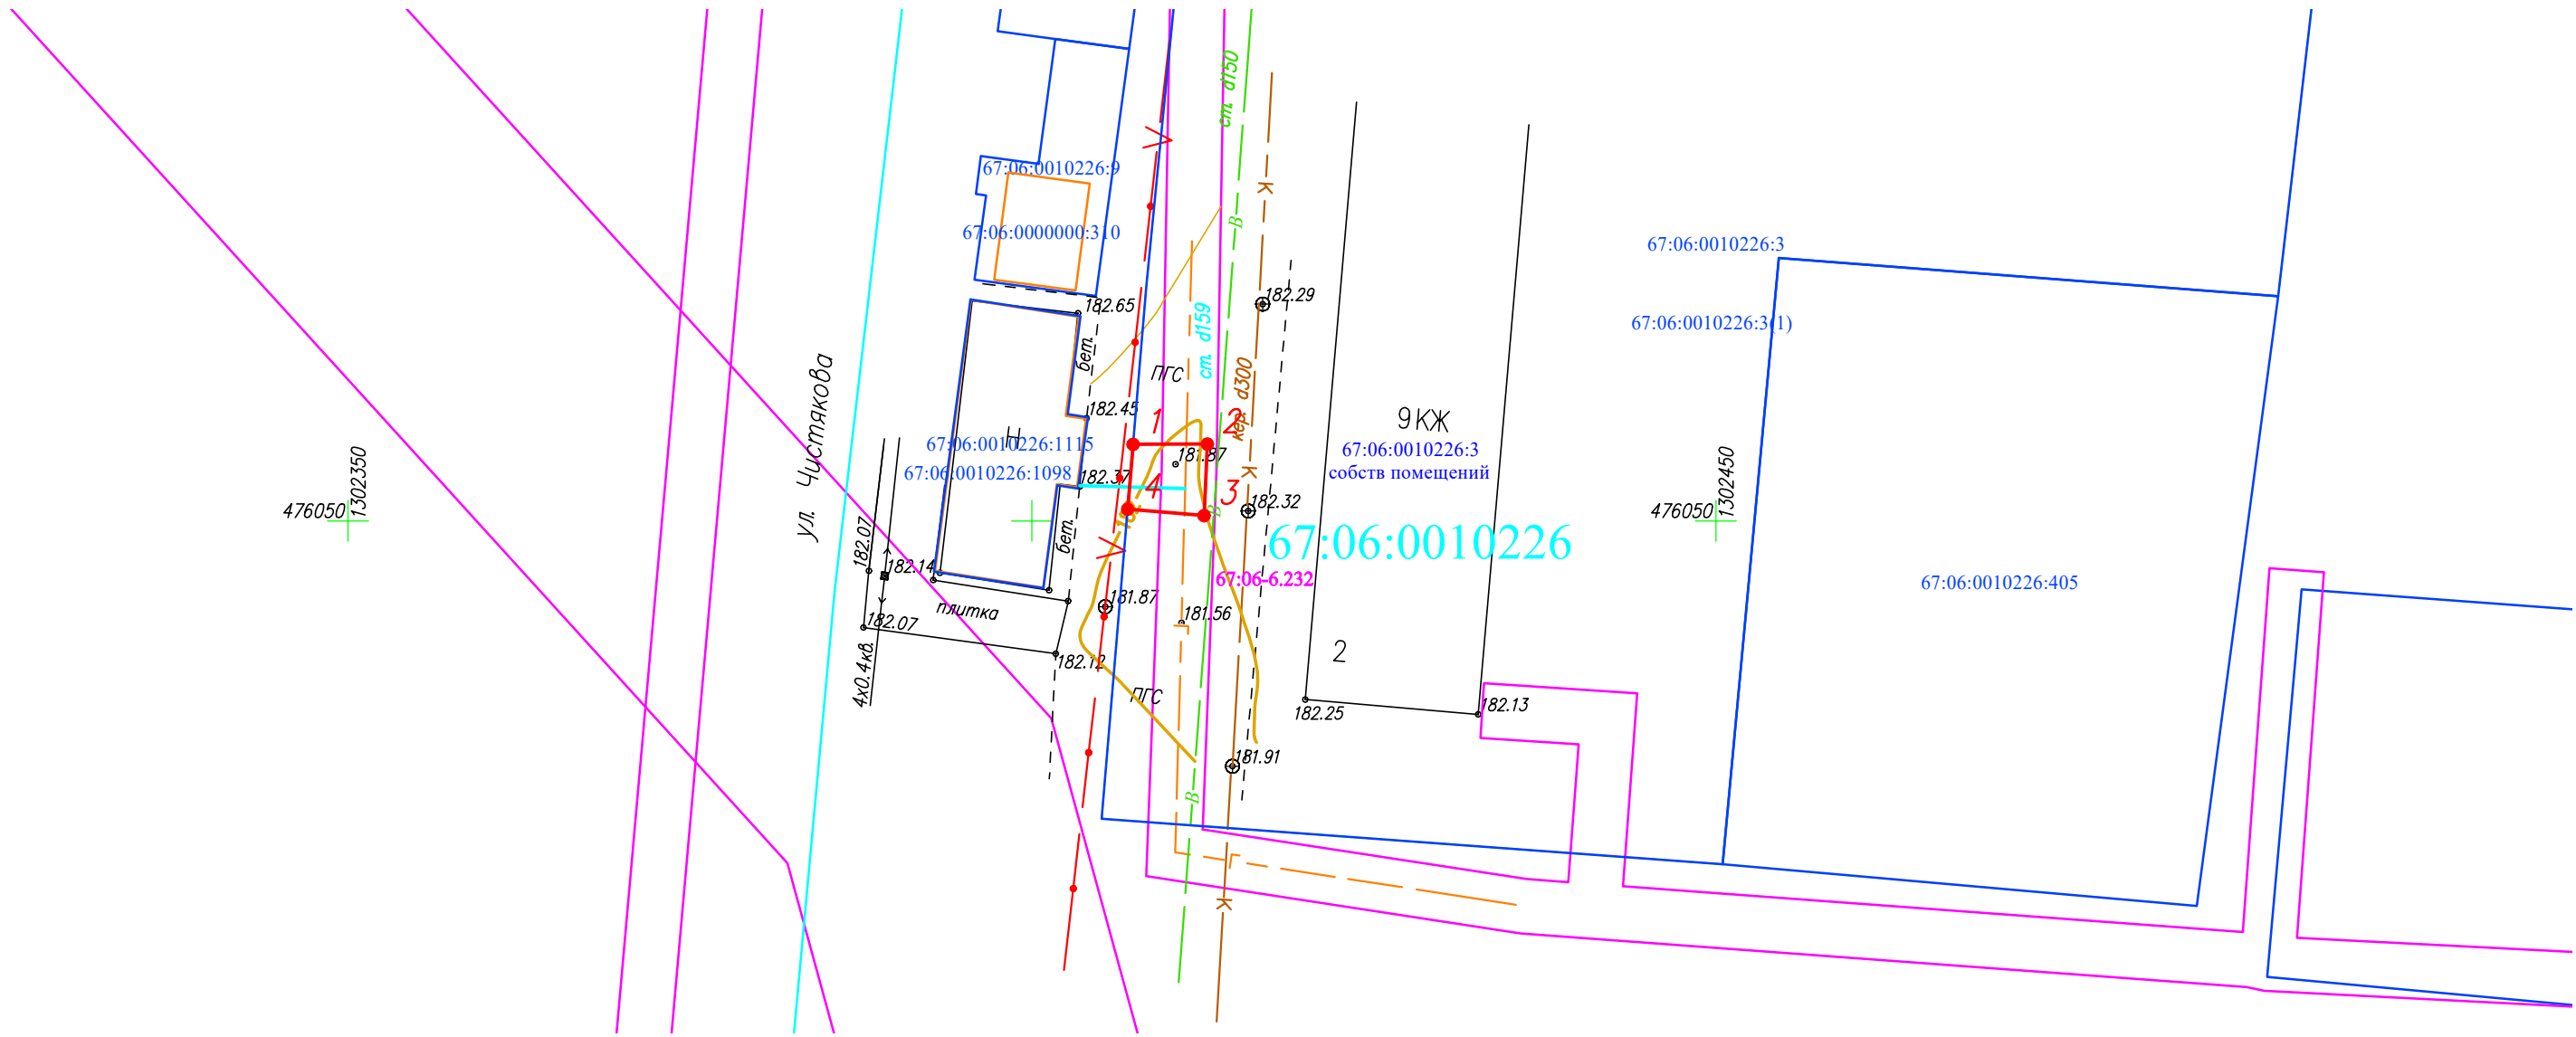 ст. d150
67:06:0010226:9
К
В
67:06:0000000:310
67:06:0010226:3
182.65
182.29
67:06:0010226:3(1)
ст. d159
бет.
ул. Чистякова
ПГС
кер. d300
182.45
1
2
9КЖ
Н
67:06:0010226:1115
181.87
67:06:0010226:3
67:06:0010226:1098
182.37
4
3
К
собств помещений
476050
1302350
182.32
476050
1302450
В
бет.
182.07
182.14
67:06:0010226
67:06-6.232
67:06:0010226:405
плитка
181.87
181.56
182.07
2
182.12
4х0.4кв.
ПГС
182.25
182.13
181.91
В
К